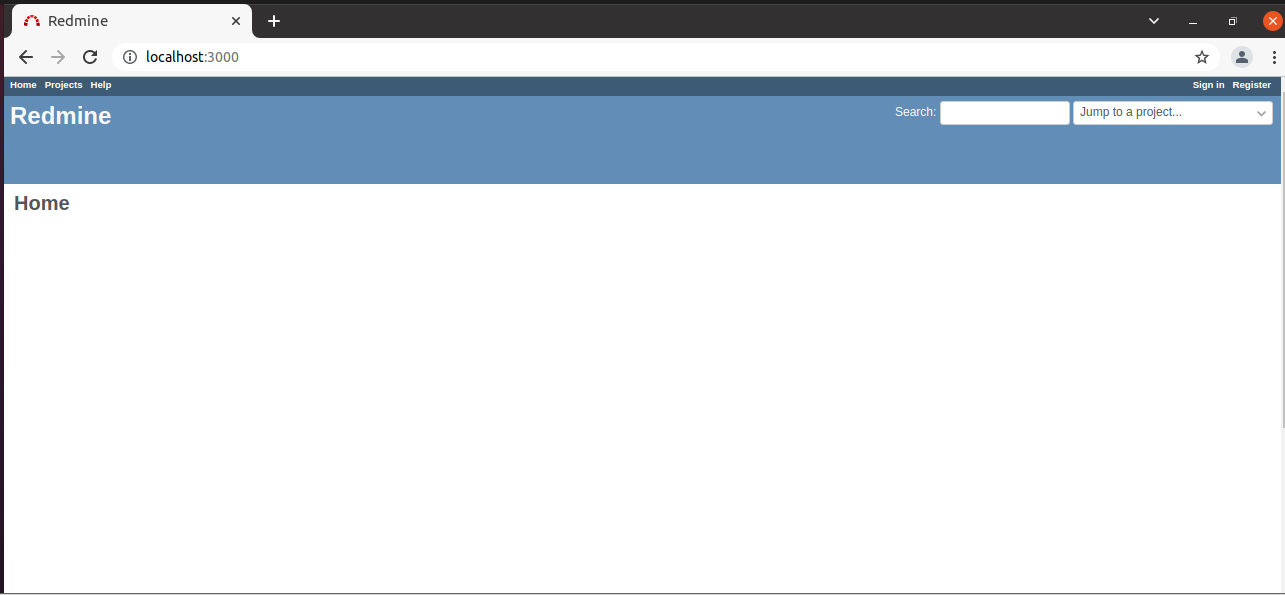 Redmine
localhost:3000
Home Projects Help Sign in Register
Redmine Search: Jump to a project...
Home